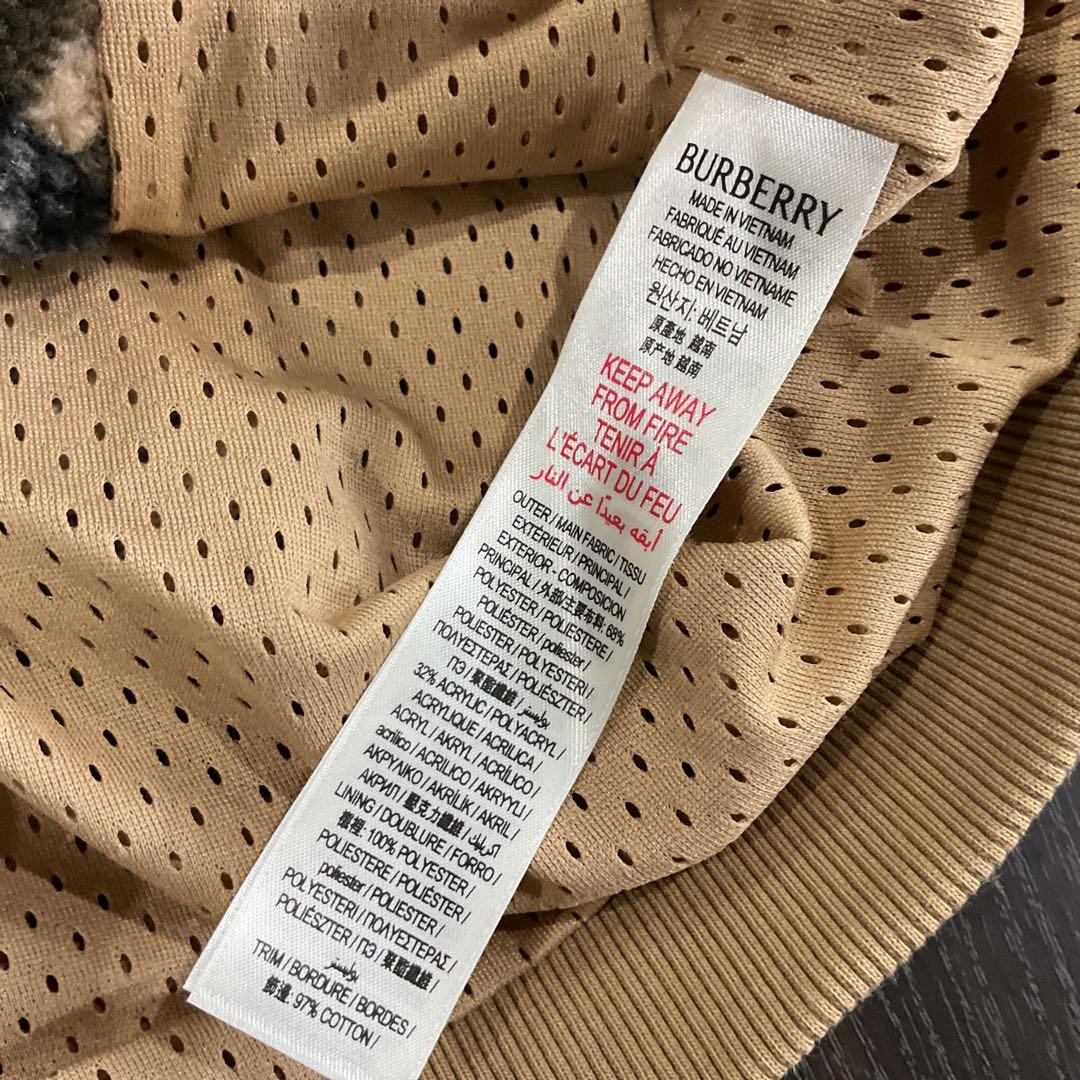 BURBERRY
MADE IN VIETNAM
FABRIQUÉ AU VIETNAM
FABRICADO NO VIETNAME
HECHO EN VIETNAM
원산지: 베트남
原產地 越南
原产地 越南
KEEP AWAY
FROM FIRE
TENIR À
L'ÉCART DU FEU
أبقه بعيدًا عن النار
OUTER / MAIN FABRIC / TISSU
EXTÉRIEUR / PRINCIPAL /
EXTERIOR - COMPOSICION
PRINCIPAL / 外部/主要布料: 68%
POLYESTER / POLIESTERE /
POLIÉSTER / poliester /
POLIESTER / POLYESTERI /
ΠΟΛΥΕΣΤΕΡΑΣ / POLIÉSZTER /
ПЭ / 聚酯纖維 / بوليستر
32% ACRYLIC / POLYACRYL /
ACRYLIQUE / ACRILICA /
ACRYL / AKRYL / ACRÍLICO /
acrílico / ACRILICO / AKRYYLI /
ΑΚΡΥΛΙΚΟ / AKRİLİK / AKRIL /
АКРИЛ / 壓克力纖維 / اكريليك
LINING / DOUBLURE / FORRO /
襯裡: 100% POLYESTER /
POLIESTERE / POLIÉSTER /
poliester / POLIESTER /
POLYESTERI / ΠΟΛΥΕΣΤΕΡΑΣ /
POLIÉSZTER / ПЭ / 聚酯纖維 /
بوليستر
TRIM / BORDURE / BORDES /
飾邊: 97% COTTON /